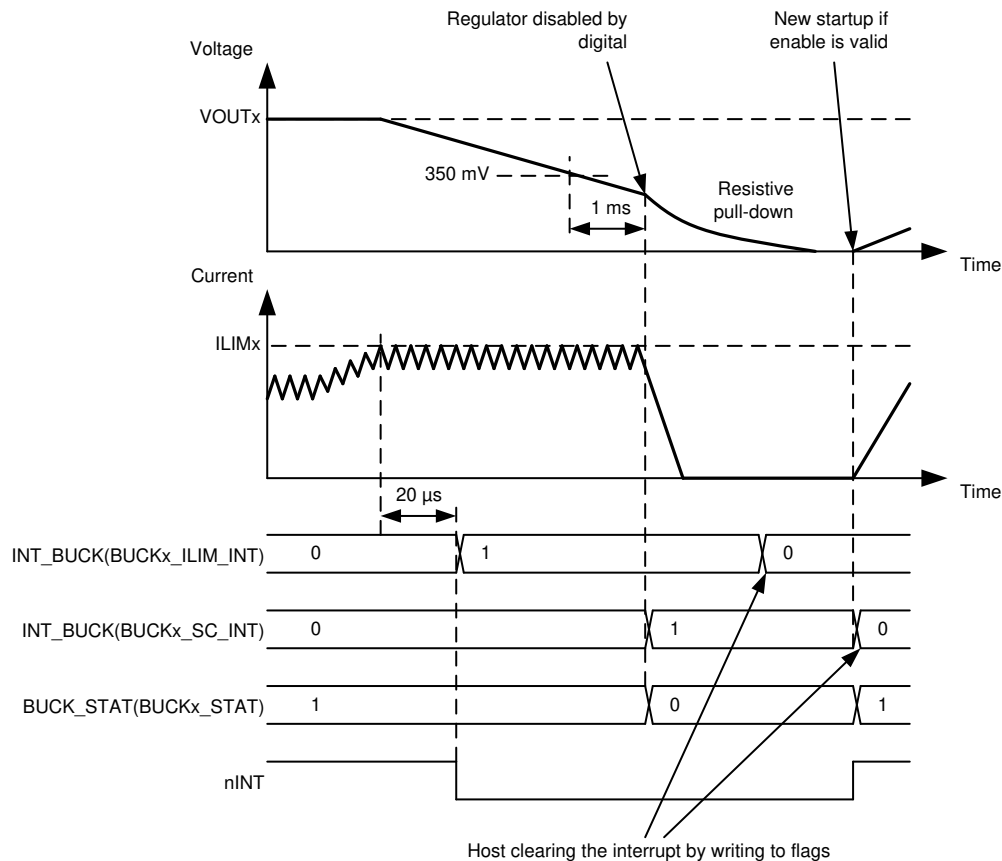 Regulator disabled by
digital
New startup if
enable is valid
Voltage
VOUTx
350 mV
1 ms
Resistive
pull-down
Time
Current
ILIMx
Time
20 µs
INT_BUCK(BUCKx_ILIM_INT)
0
1
0
INT_BUCK(BUCKx_SC_INT)
0
1
0
BUCK_STAT(BUCKx_STAT)
1
0
1
nINT
Host clearing the interrupt by writing to flags